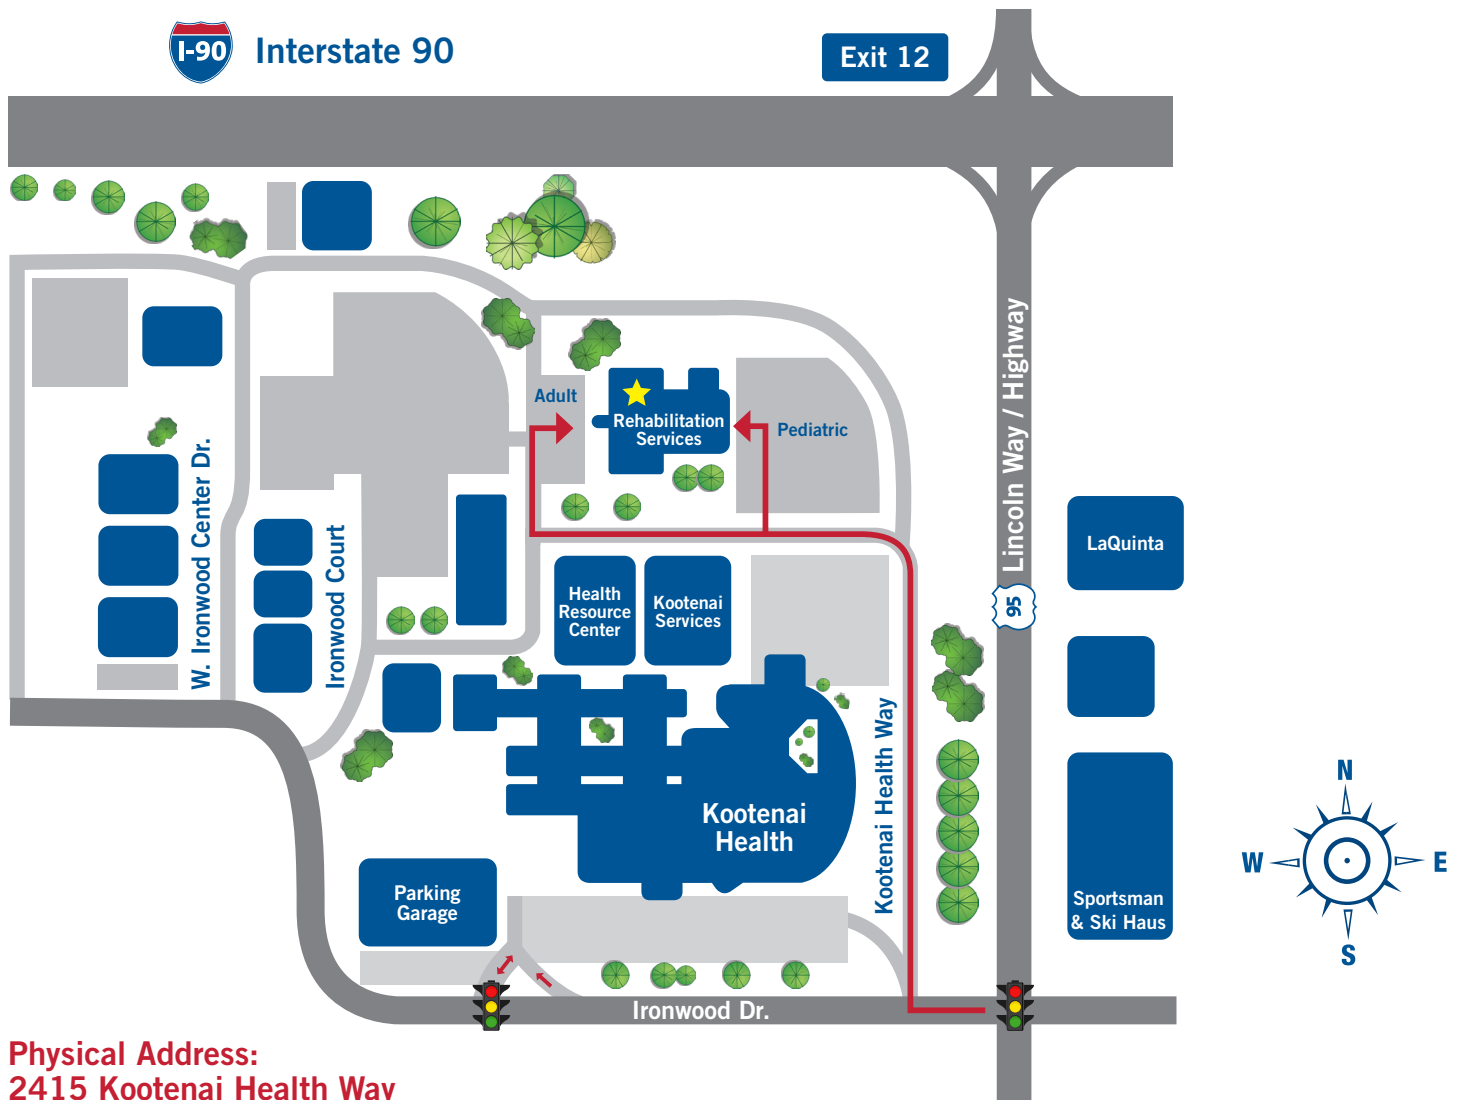 I-90
Interstate 90
Exit 12
Lincoln Way / Highway
95
Adult
Rehabilitation
Services
Pediatric
W. Ironwood Center Dr.
Ironwood Court
Health
Resource
Center
Kootenai
Services
LaQuinta
Kootenai Health Way
Kootenai
Health
Parking
Garage
Sportsman
& Ski Haus
N
W
E
S
Ironwood Dr.
Physical Address:
2415 Kootenai Health Way